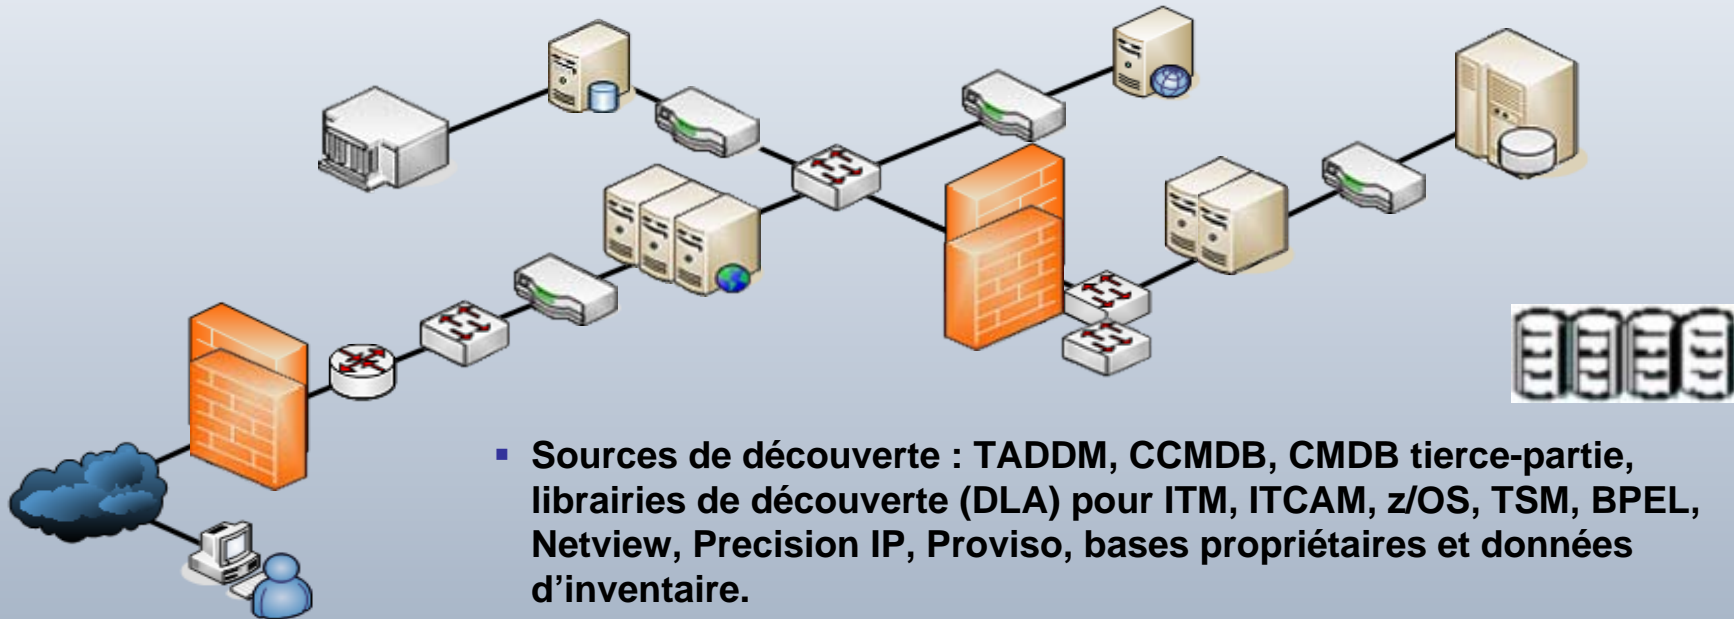 ▪ Sources de découverte : TADDM, CCMDB, CMDB tierce-partie,
librairies de découverte (DLA) pour ITM, ITCAM, z/OS, TSM, BPEL,
Netview, Precision IP, Proviso, bases propriétaires et données
d’inventaire.